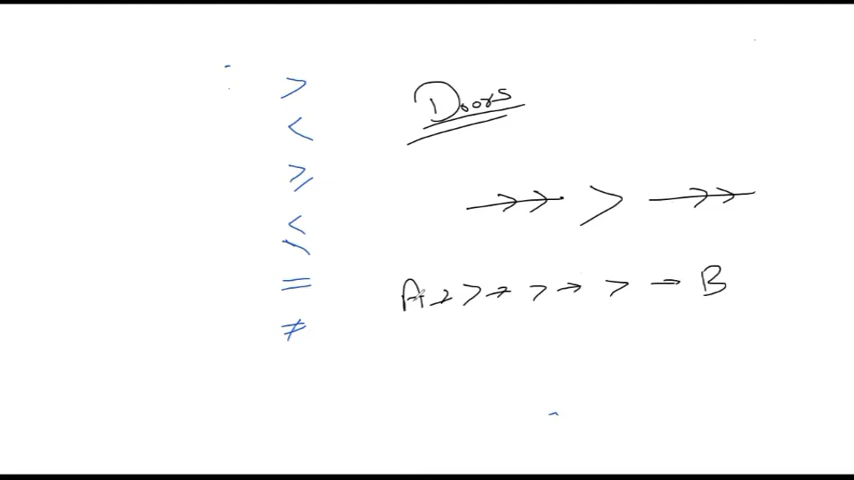 >
<
≥
≤
=
≠
Doors
↠ > ↠
A → > → > → > → B